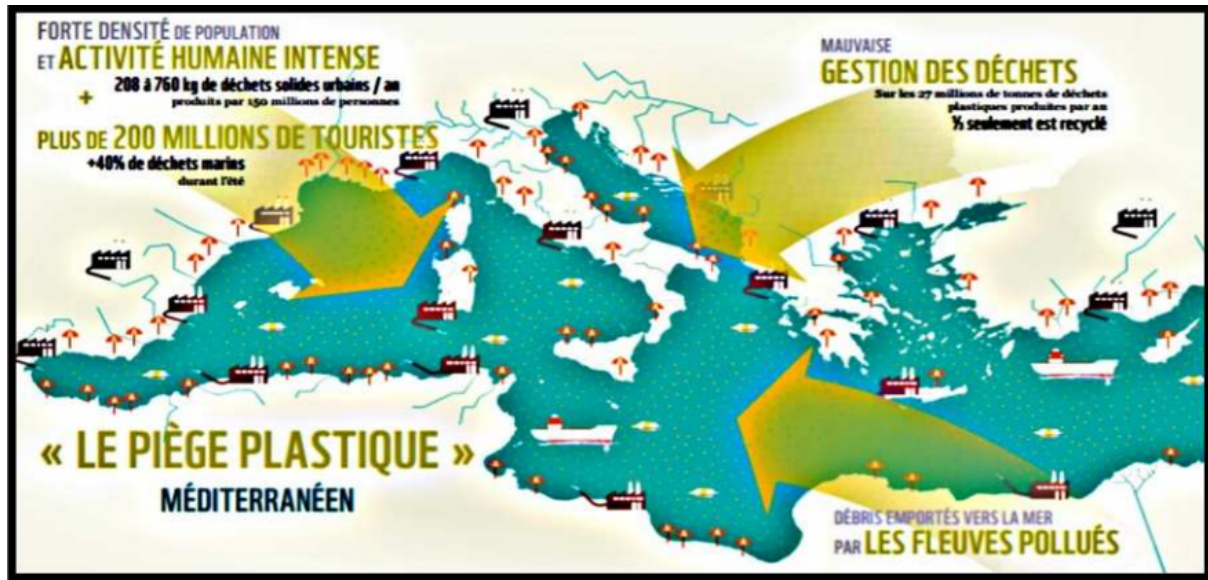 FORTE DENSITÉ DE POPULATION
ET ACTIVITÉ HUMAINE INTENSE
+ 208 à 760 kg de déchets solides urbains / an
produits par 150 millions de personnes
PLUS DE 200 MILLIONS DE TOURISTES
+40% de déchets marins
durant l'été
MAUVAISE
GESTION DES DÉCHETS
Sur les 27 millions de tonnes de déchets
plastiques produites par an
⅓ seulement est recyclé
« LE PIÈGE PLASTIQUE »
MÉDITERRANÉEN
DÉBRIS EMPORTÉS VERS LA MER
PAR LES FLEUVES POLLUÉS